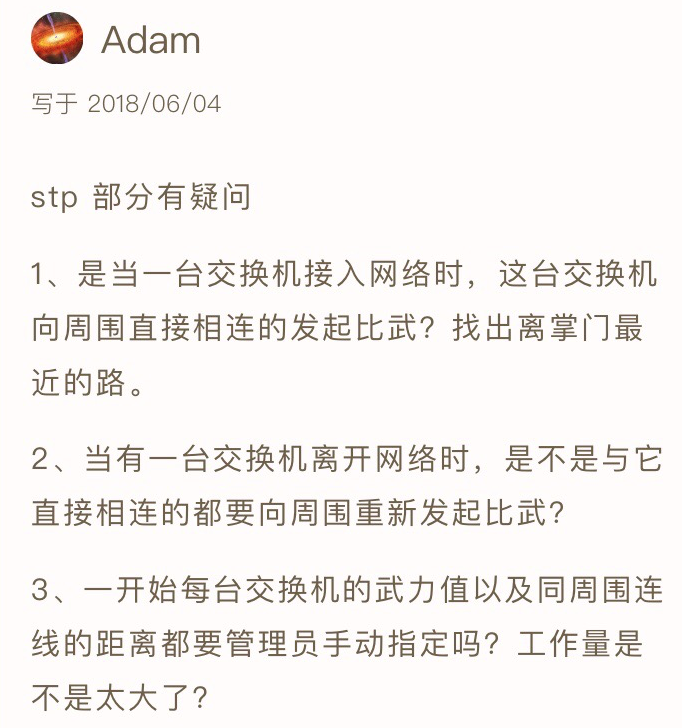 Adam
写于 2018/06/04
stp 部分有疑问
1、是当一台交换机接入网络时，这台交换机
向周围直接相连的发起比武？找出离掌门最
近的路。
2、当有一台交换机离开网络时，是不是与它
直接相连的都要向周围重新发起比武？
3、一开始每台交换机的武力值以及同周围连
线的距离都要管理员手动指定吗？工作量是
不是太大了？